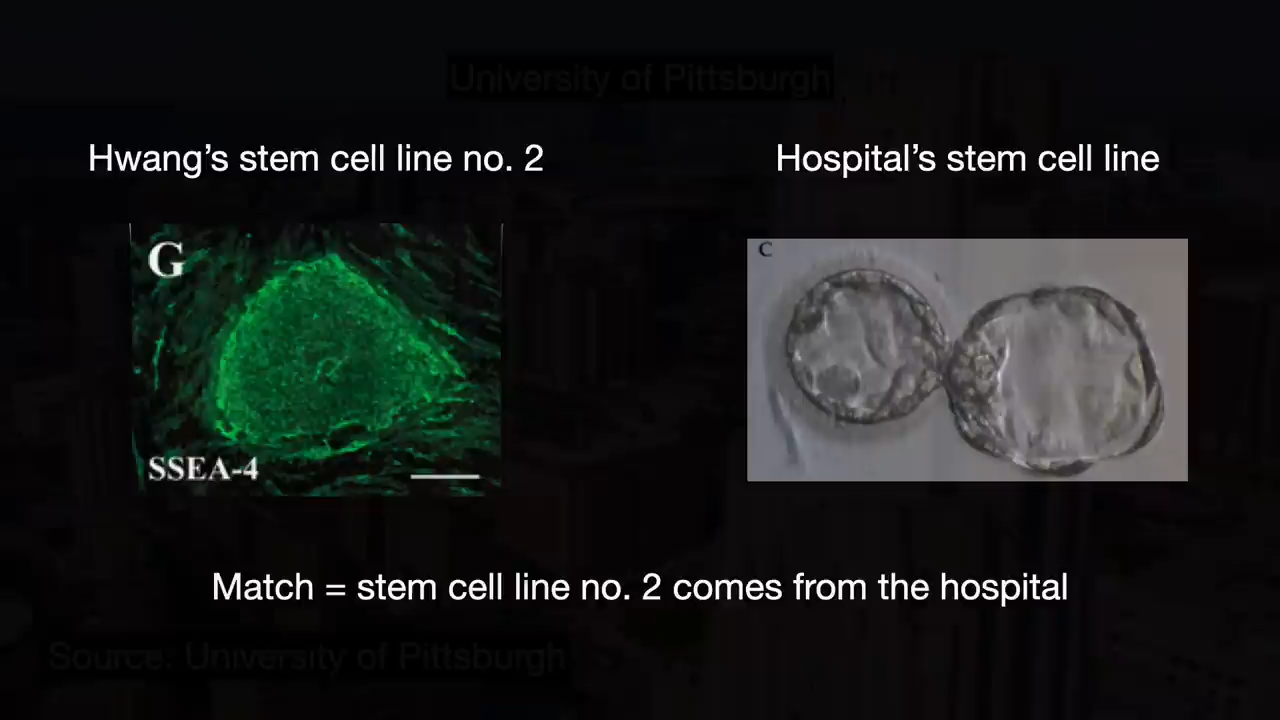 University of Pittsburgh
Hwang's stem cell line no. 2
Hospital's stem cell line
G
C
SSEA-4
Match = stem cell line no. 2 comes from the hospital
Source: University of Pittsburgh